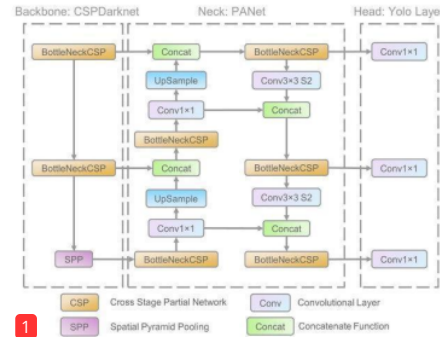 Backbone: CSPDarknet Neck: PANet Head: Yolo Layer
BottleNeckCSP Concat BottleNeckCSP Conv1×1
UpSample Conv3×3 S2
Conv1×1 Concat
BottleNeckCSP
BottleNeckCSP Concat BottleNeckCSP Conv1×1
UpSample Conv3×3 S2
Conv1×1 Concat
SPP BottleNeckCSP BottleNeckCSP Conv1×1
CSP Cross Stage Partial Network Conv Convolutional Layer
SPP Spatial Pyramid Pooling Concat Concatenate Function
1